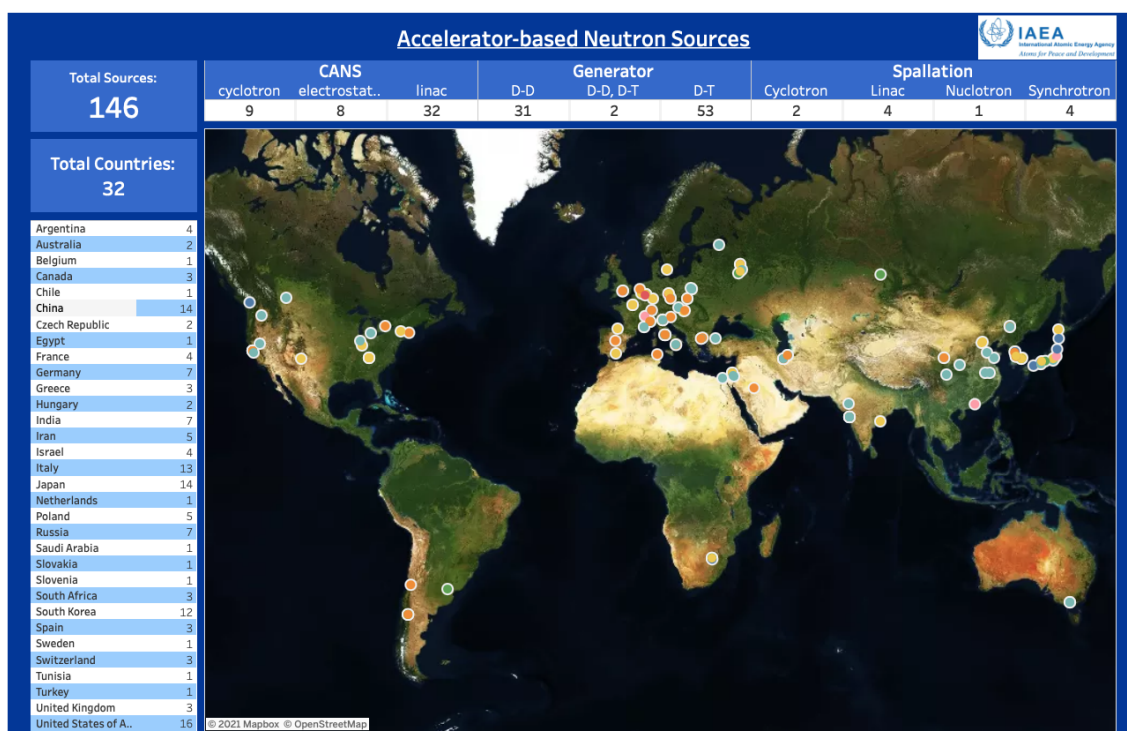 Accelerator-based Neutron Sources
IAEA
International Atomic Energy Agency
Atoms for Peace and Development
Total Sources:
146
CANS Generator Spallation
cyclotron electrostat.. linac D-D D-D, D-T D-T Cyclotron Linac Nuclotron Synchrotron
9 8 32 31 2 53 2 4 1 4
Total Countries:
32
Argentina 4
Australia 2
Belgium 1
Canada 3
Chile 1
China 14
Czech Republic 2
Egypt 1
France 4
Germany 7
Greece 3
Hungary 2
India 7
Iran 5
Israel 4
Italy 13
Japan 14
Netherlands 1
Poland 5
Russia 7
Saudi Arabia 1
Slovakia 1
Slovenia 1
South Africa 3
South Korea 12
Spain 3
Sweden 1
Switzerland 3
Tunisia 1
Turkey 1
United Kingdom 3
United States of A.. 16
© 2021 Mapbox © OpenStreetMap